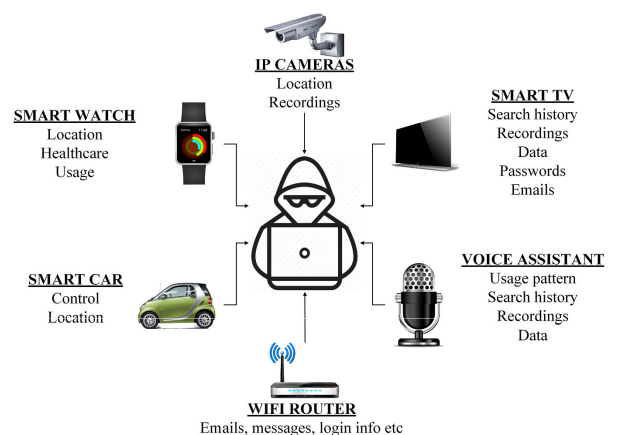 IP CAMERAS
Location
Recordings
SMART WATCH
Location
Healthcare
Usage
SMART TV
Search history
Recordings
Data
Passwords
Emails
SMART CAR
Control
Location
VOICE ASSISTANT
Usage pattern
Search history
Recordings
Data
WIFI ROUTER
Emails, messages, login info etc